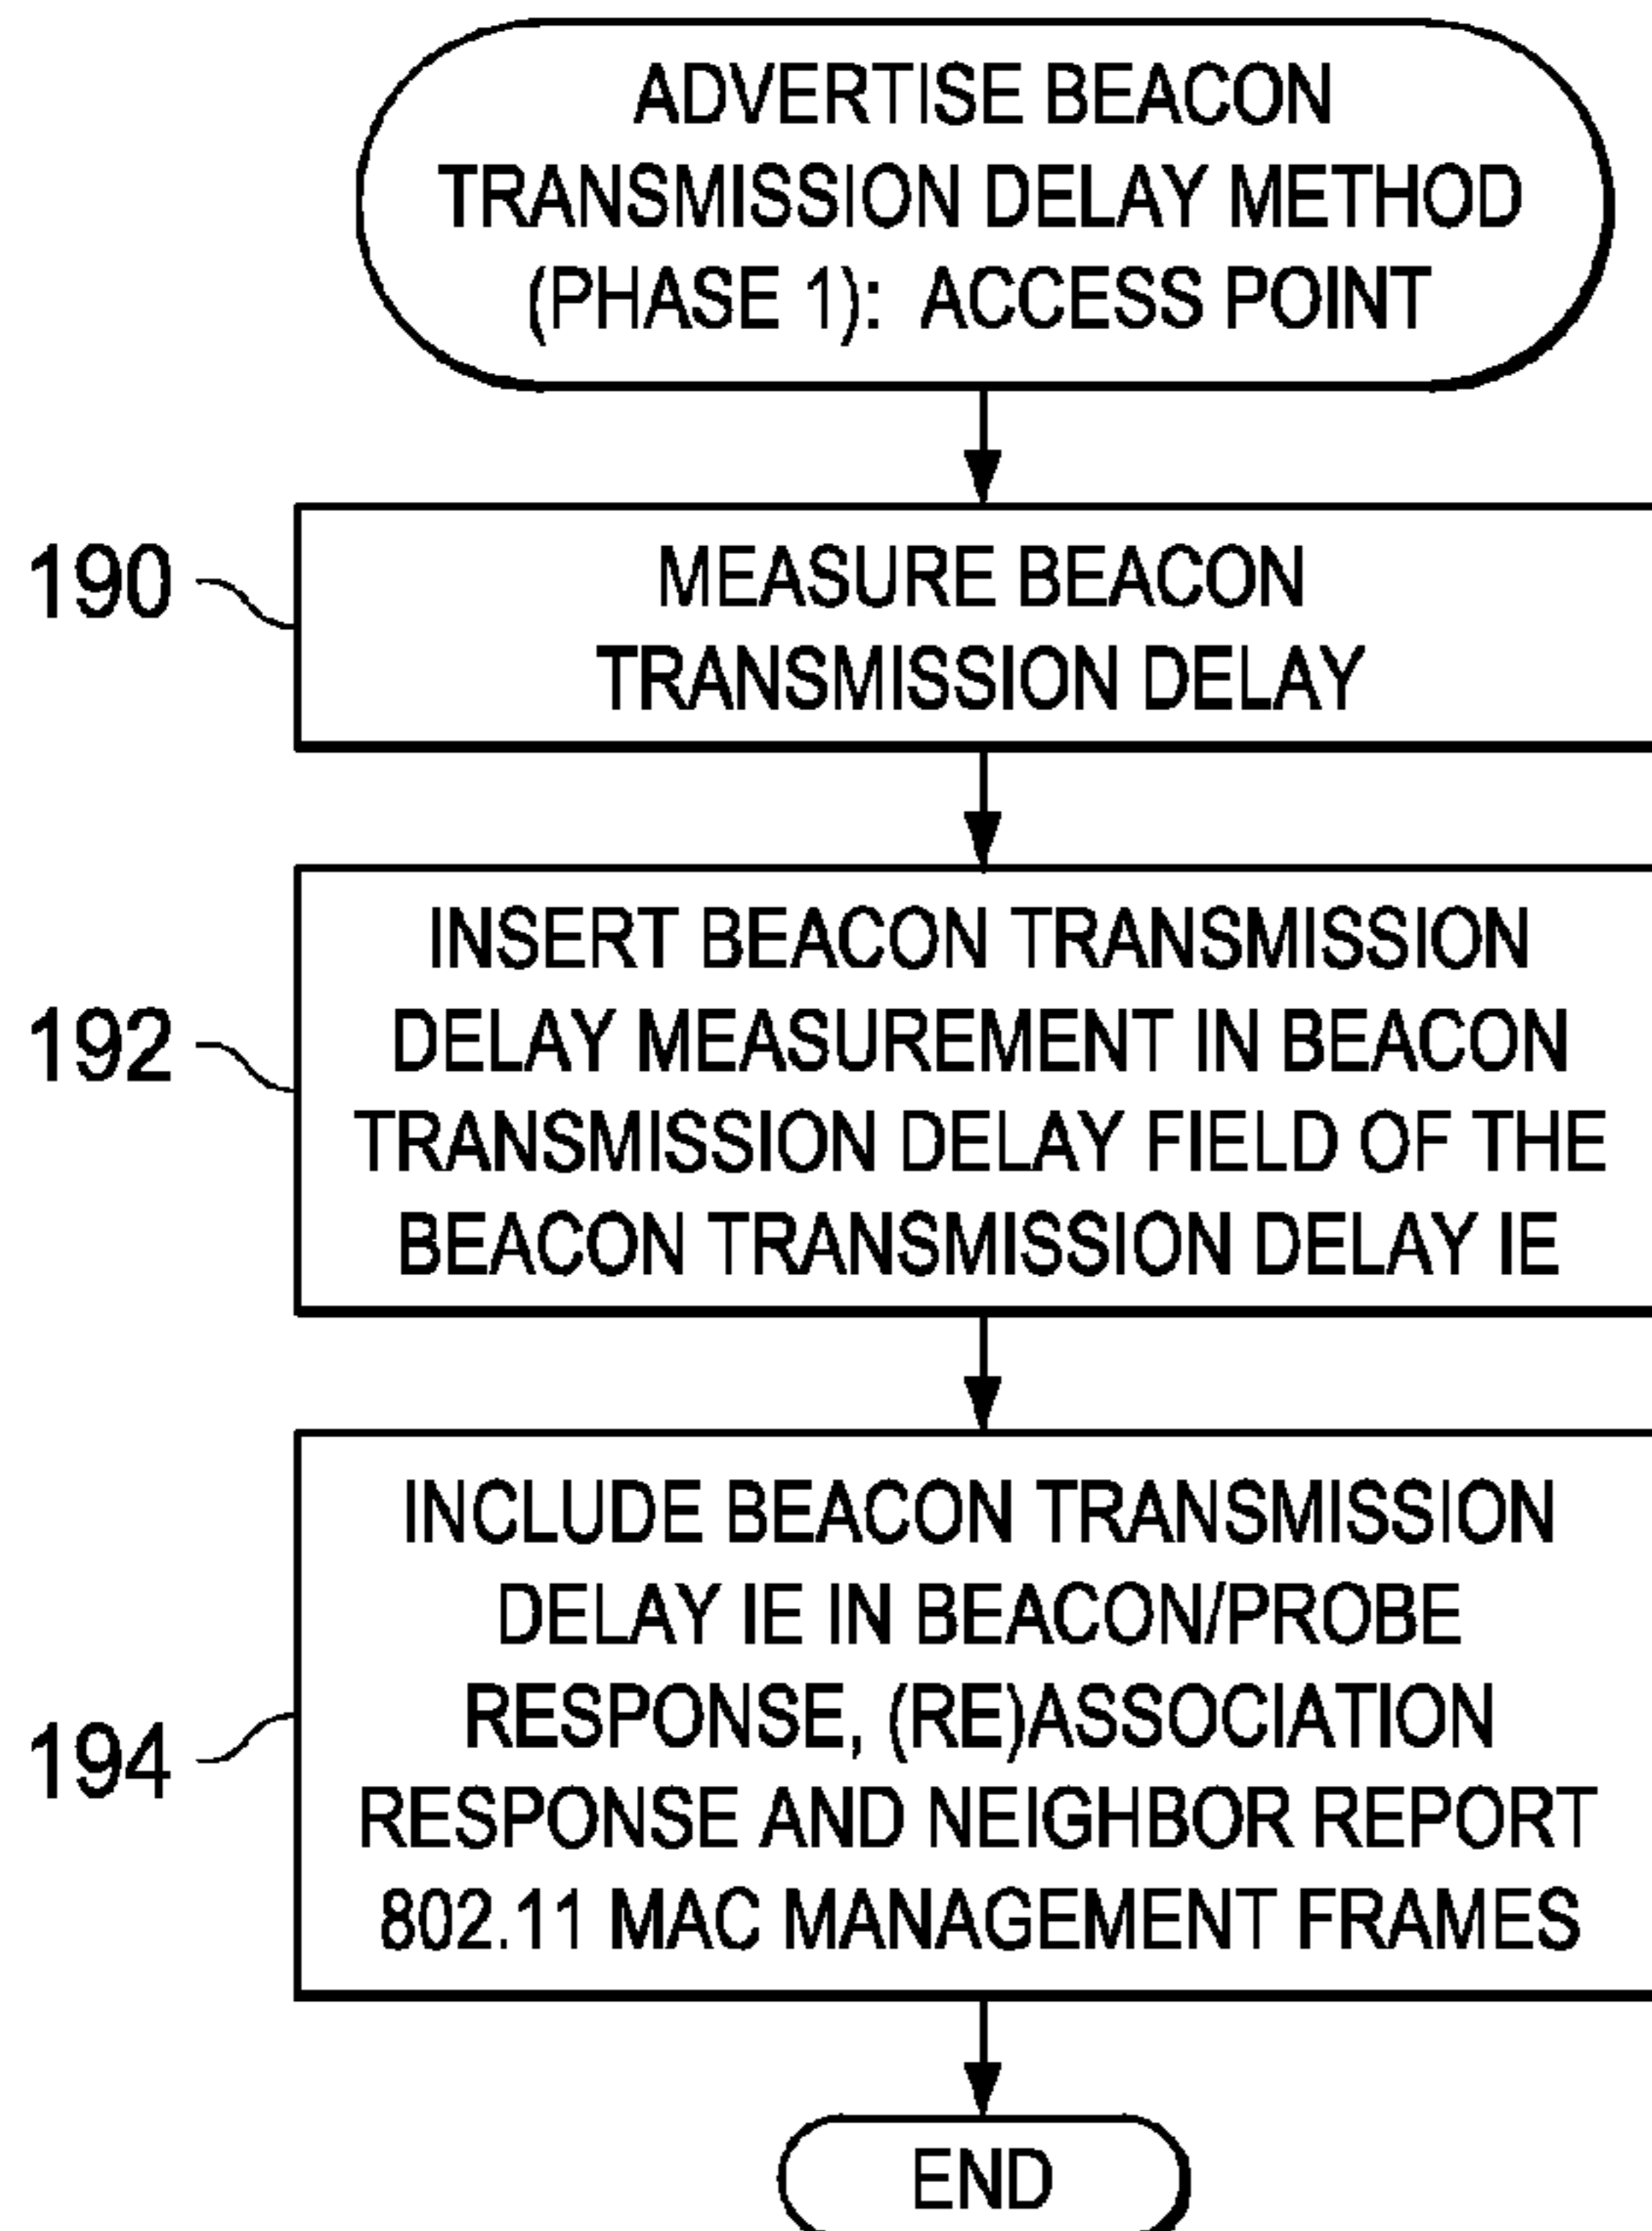 ADVERTISE BEACON
TRANSMISSION DELAY METHOD
(PHASE 1): ACCESS POINT
190
MEASURE BEACON
TRANSMISSION DELAY
192
INSERT BEACON TRANSMISSION
DELAY MEASUREMENT IN BEACON
TRANSMISSION DELAY FIELD OF THE
BEACON TRANSMISSION DELAY IE
194
INCLUDE BEACON TRANSMISSION
DELAY IE IN BEACON/PROBE
RESPONSE, (RE)ASSOCIATION
RESPONSE AND NEIGHBOR REPORT
802.11 MAC MANAGEMENT FRAMES
END